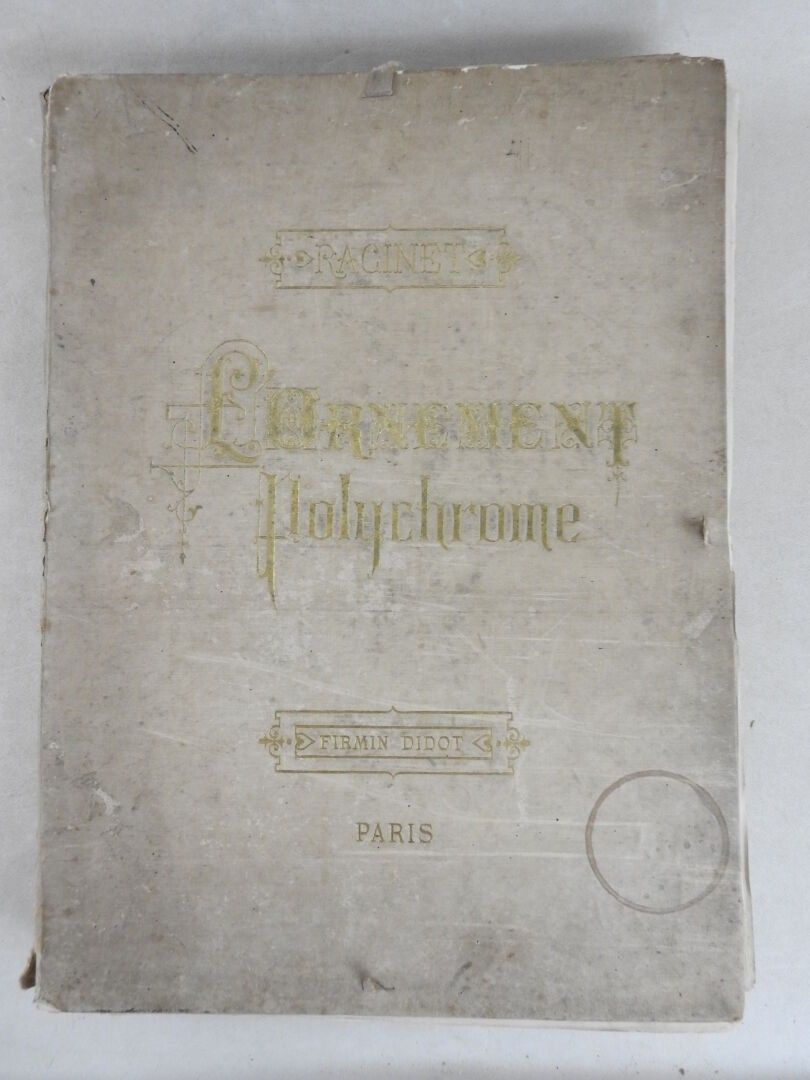 RACINET
L'ORNEMENT
Polychrome
FIRMIN DIDOT
PARIS